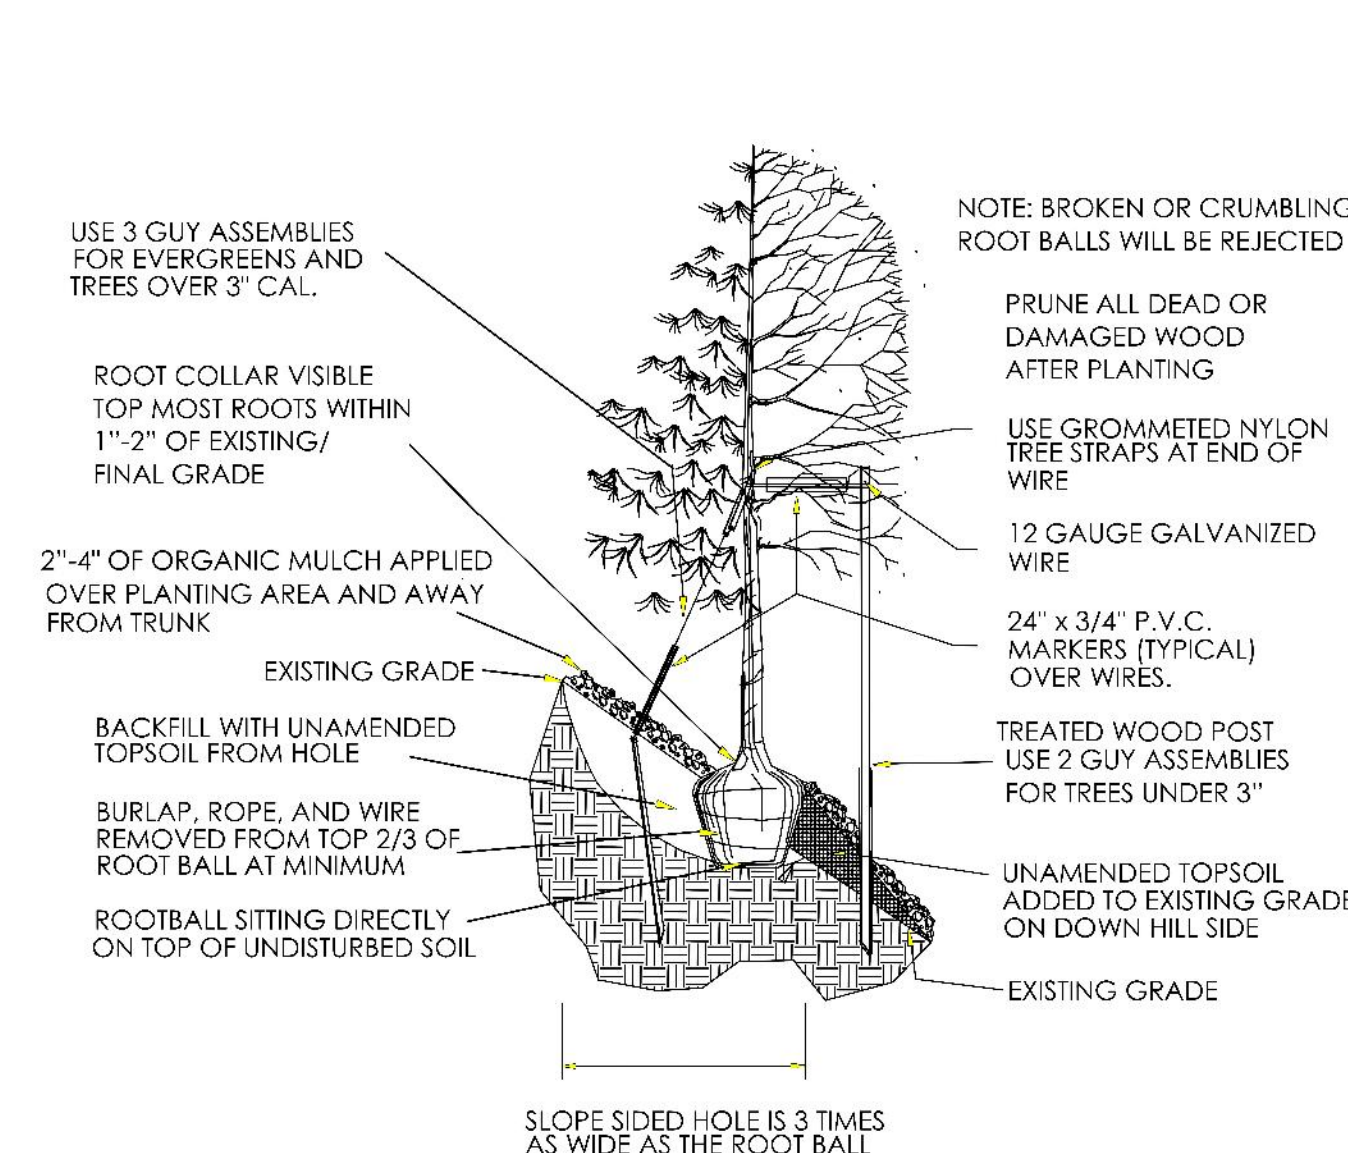 USE 3 GUY ASSEMBLIES
FOR EVERGREENS AND
TREES OVER 3" CAL.
ROOT COLLAR VISIBLE
TOP MOST ROOTS WITHIN
1"-2" OF EXISTING/
FINAL GRADE
2"-4" OF ORGANIC MULCH APPLIED
OVER PLANTING AREA AND AWAY
FROM TRUNK
EXISTING GRADE
BACKFILL WITH UNAMENDED
TOPSOIL FROM HOLE
BURLAP, ROPE, AND WIRE
REMOVED FROM TOP 2/3 OF
ROOT BALL AT MINIMUM
ROOTBALL SITTING DIRECTLY
ON TOP OF UNDISTURBED SOIL
NOTE: BROKEN OR CRUMBLING
ROOT BALLS WILL BE REJECTED
PRUNE ALL DEAD OR
DAMAGED WOOD
AFTER PLANTING
USE GROMMETED NYLON
TREE STRAPS AT END OF
WIRE
12 GAUGE GALVANIZED
WIRE
24" x 3/4" P.V.C.
MARKERS (TYPICAL)
OVER WIRES.
TREATED WOOD POST
USE 2 GUY ASSEMBLIES
FOR TREES UNDER 3"
UNAMENDED TOPSOIL
ADDED TO EXISTING GRADE
ON DOWN HILL SIDE
EXISTING GRADE
SLOPE SIDED HOLE IS 3 TIMES
AS WIDE AS THE ROOT BALL